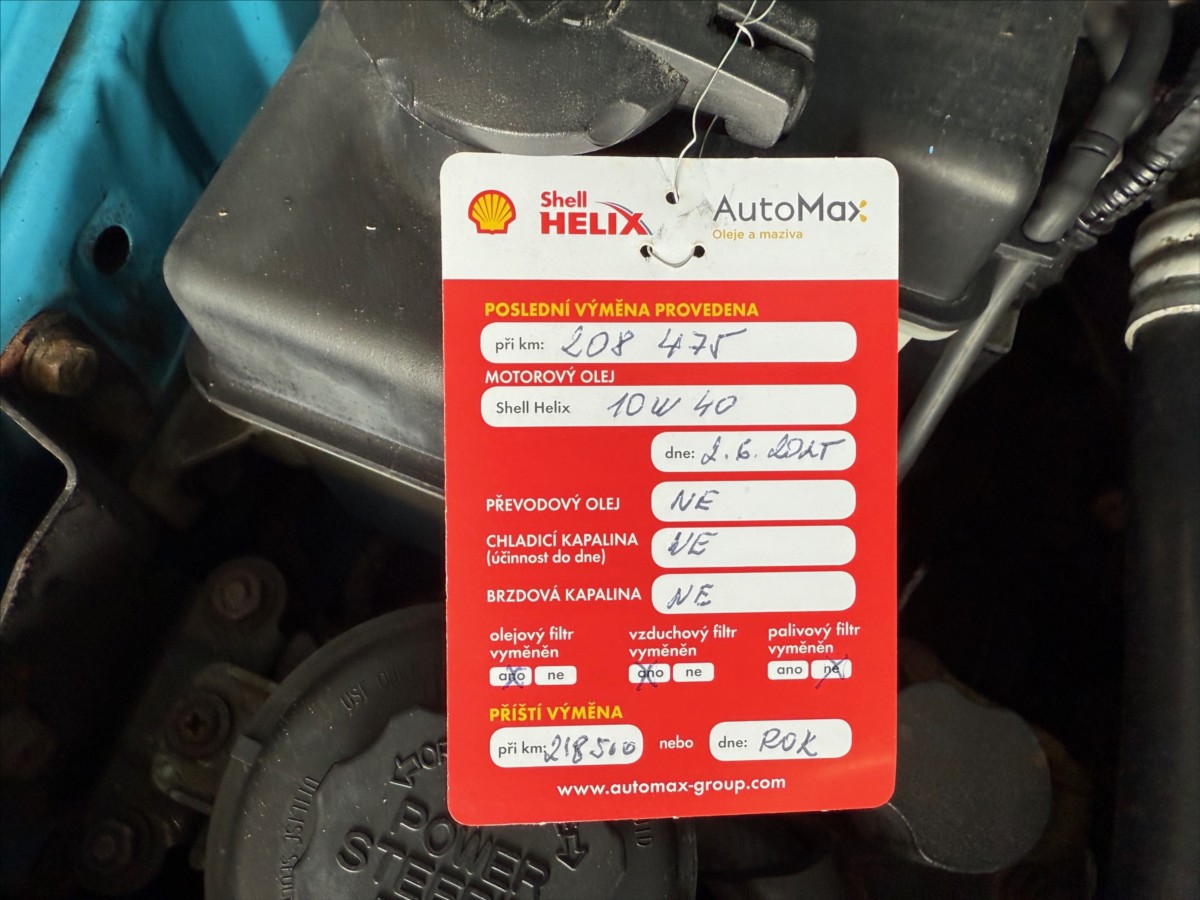 Shell
HELIX
AutoMax
Oleje a maziva
POSLEDNÍ VÝMĚNA PROVEDENA
při km: 208 475
MOTOROVÝ OLEJ
Shell Helix 10W 40
dne: 2. 6. 2025
PŘEVODOVÝ OLEJ NE
CHLADICÍ KAPALINA NE
(účinnost do dne)
BRZDOVÁ KAPALINA NE
olejový filtr vzduchový filtr palivový filtr
vyměněn vyměněn vyměněn
ano ne ano ne ano ne
PŘÍŠTÍ VÝMĚNA
při km: 218500 nebo dne: ROK
www.automax-group.com
POWER